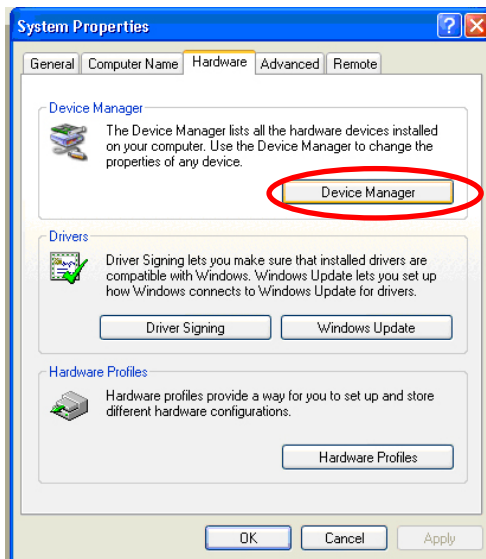 System Properties
General Computer Name Hardware Advanced Remote
Device Manager
The Device Manager lists all the hardware devices installed
on your computer. Use the Device Manager to change the
properties of any device.
Device Manager
Drivers
Driver Signing lets you make sure that installed drivers are
compatible with Windows. Windows Update lets you set up
how Windows connects to Windows Update for drivers.
Driver Signing Windows Update
Hardware Profiles
Hardware profiles provide a way for you to set up and store
different hardware configurations.
Hardware Profiles
OK Cancel Apply